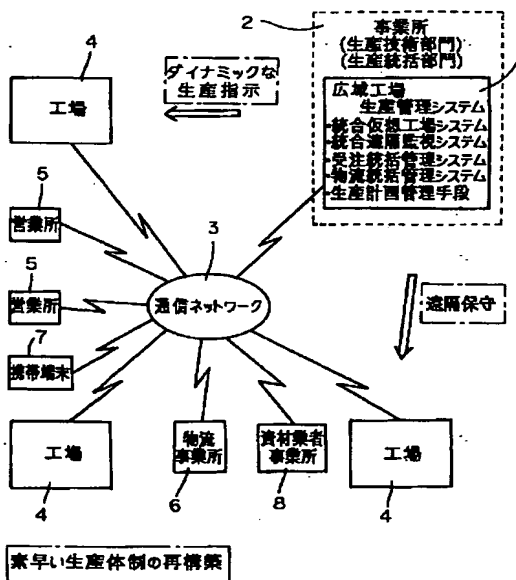 2
事業所
(生産技術部門)
(生産統括部門)
広域工場
生産管理システム
統合仮想工場システム
統合遠隔監視システム
受注統括管理システム
物流統括管理システム
生産計画管理手段
4
工場
ダイナミックな
生産指示
5
営業所
3
通信ネットワーク
5
営業所
遠隔保守
7
携帯端末
工場
4
物流
事業所
6
資材業者
事業所
8
工場
4
素早い生産体制の再構築